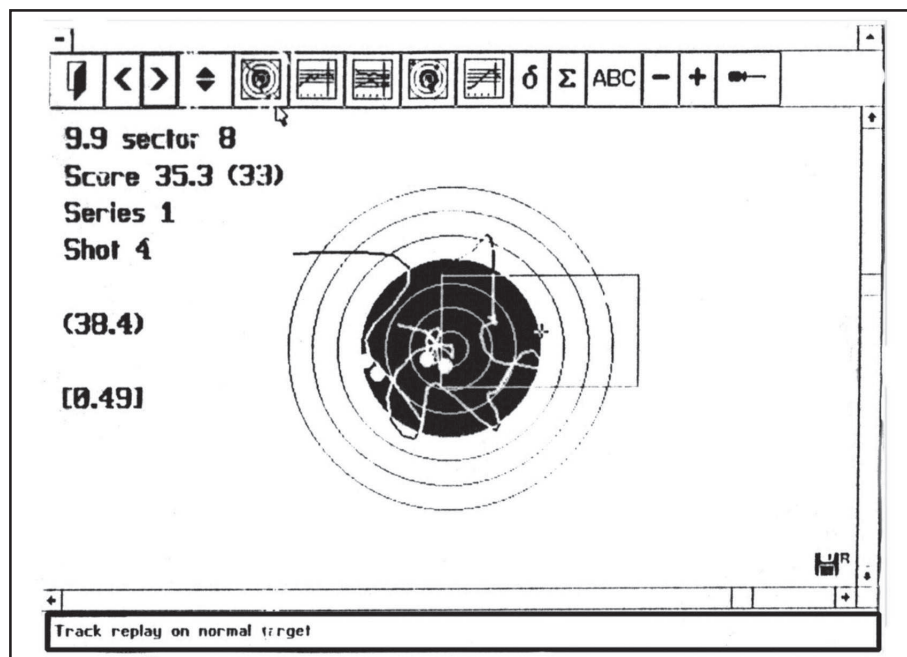 δ Σ ABC − +
9.9 sector 8
Score 35.3 (33)
Series 1
Shot 4
(38.4)
[0.49]
R
Track replay on normal target